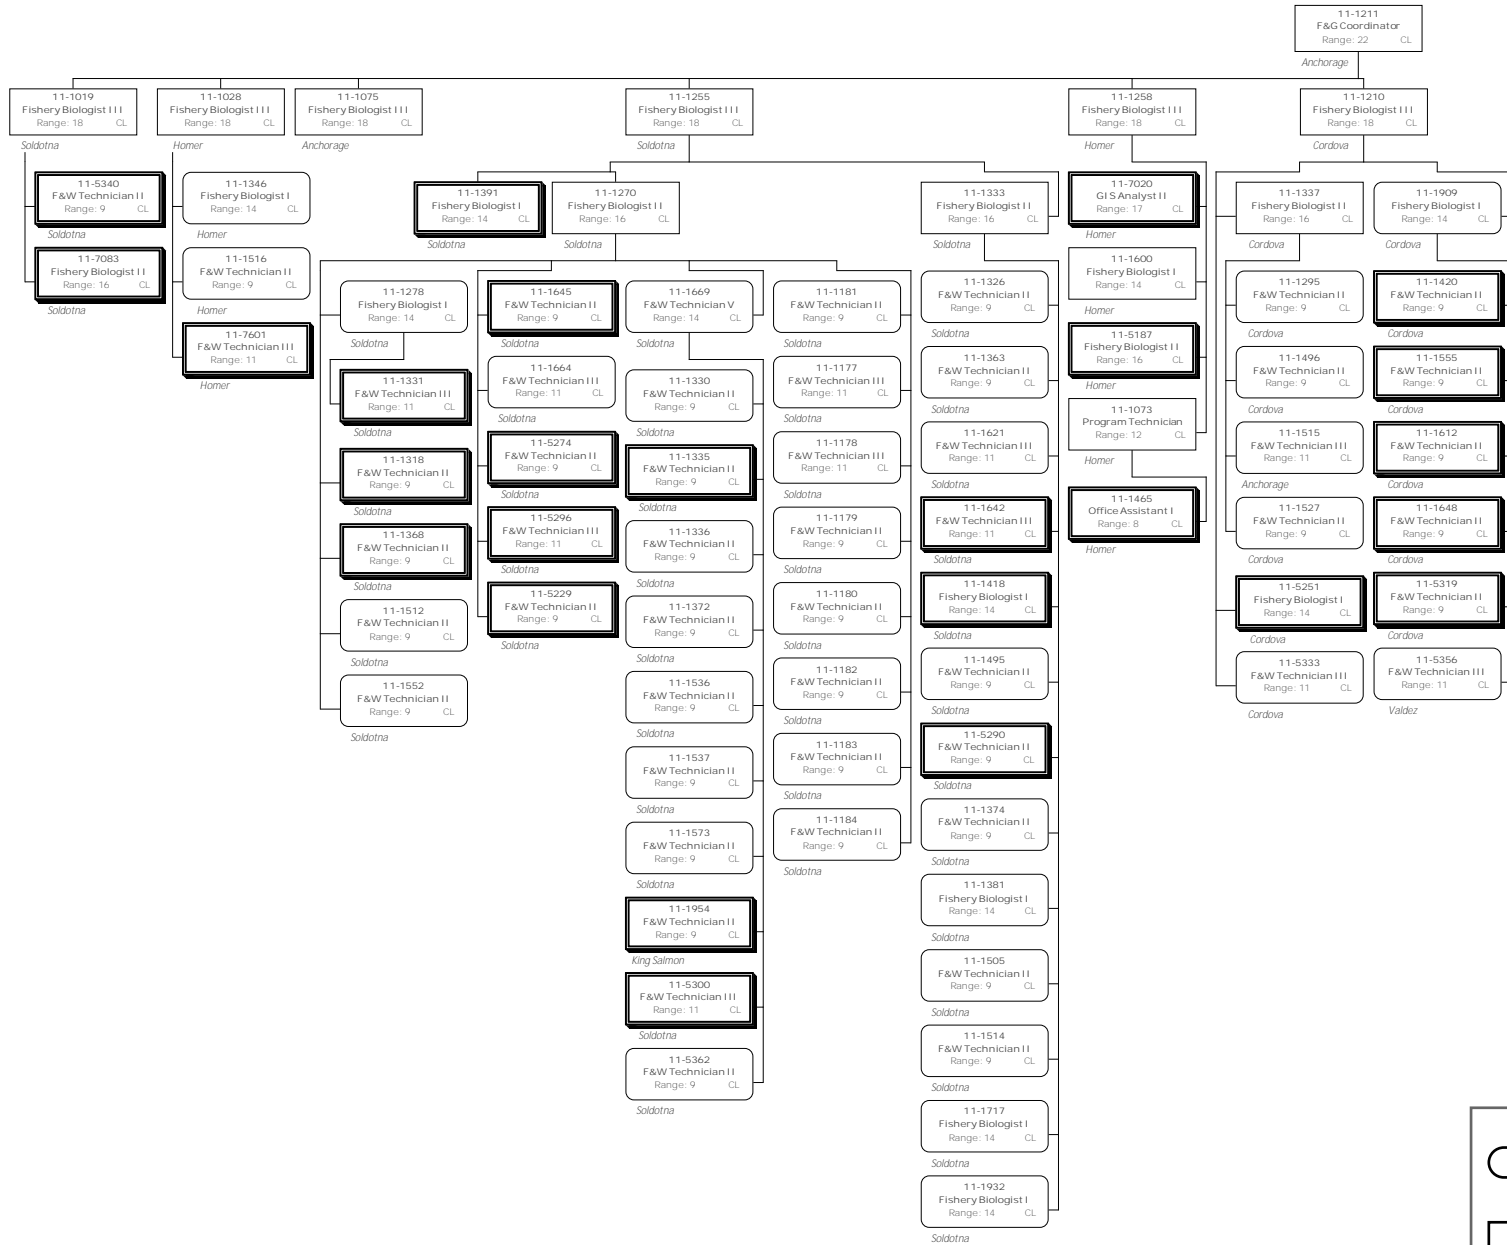 11-1211
F&G Coordinator
Range: 22 CL
Anchorage
11-1019
Fishery Biologist III
Range: 18 CL
Soldotna
11-1028
Fishery Biologist III
Range: 18 CL
Homer
11-1075
Fishery Biologist III
Range: 18 CL
Anchorage
11-1255
Fishery Biologist III
Range: 18 CL
Soldotna
11-1258
Fishery Biologist III
Range: 18 CL
Homer
11-1210
Fishery Biologist III
Range: 18 CL
Cordova
11-5340
F&W Technician II
Range: 9 CL
Soldotna
11-7083
Fishery Biologist II
Range: 16 CL
Soldotna
11-1346
Fishery Biologist I
Range: 14 CL
Homer
11-1516
F&W Technician II
Range: 9 CL
Homer
11-7601
F&W Technician III
Range: 11 CL
Homer
11-1391
Fishery Biologist I
Range: 14 CL
Soldotna
11-1270
Fishery Biologist II
Range: 16 CL
Soldotna
11-1278
Fishery Biologist I
Range: 14 CL
Soldotna
11-1331
F&W Technician III
Range: 11 CL
Soldotna
11-1318
F&W Technician II
Range: 9 CL
Soldotna
11-1368
F&W Technician II
Range: 9 CL
Soldotna
11-1512
F&W Technician II
Range: 9 CL
Soldotna
11-1552
F&W Technician II
Range: 9 CL
Soldotna
11-1645
F&W Technician II
Range: 9 CL
Soldotna
11-1664
F&W Technician III
Range: 11 CL
Soldotna
11-5274
F&W Technician II
Range: 9 CL
Soldotna
11-5296
F&W Technician III
Range: 11 CL
Soldotna
11-5229
F&W Technician II
Range: 9 CL
Soldotna
11-1669
F&W Technician V
Range: 14 CL
Soldotna
11-1330
F&W Technician II
Range: 9 CL
Soldotna
11-1335
F&W Technician II
Range: 9 CL
Soldotna
11-1336
F&W Technician II
Range: 9 CL
Soldotna
11-1372
F&W Technician II
Range: 9 CL
Soldotna
11-1536
F&W Technician II
Range: 9 CL
Soldotna
11-1537
F&W Technician II
Range: 9 CL
Soldotna
11-1573
F&W Technician II
Range: 9 CL
Soldotna
11-1954
F&W Technician II
Range: 9 CL
King Salmon
11-5300
F&W Technician III
Range: 11 CL
Soldotna
11-5362
F&W Technician II
Range: 9 CL
Soldotna
11-1181
F&W Technician II
Range: 9 CL
Soldotna
11-1177
F&W Technician III
Range: 11 CL
Soldotna
11-1178
F&W Technician III
Range: 11 CL
Soldotna
11-1179
F&W Technician II
Range: 9 CL
Soldotna
11-1180
F&W Technician II
Range: 9 CL
Soldotna
11-1182
F&W Technician II
Range: 9 CL
Soldotna
11-1183
F&W Technician II
Range: 9 CL
Soldotna
11-1184
F&W Technician II
Range: 9 CL
Soldotna
11-1333
Fishery Biologist II
Range: 16 CL
Soldotna
11-1326
F&W Technician II
Range: 9 CL
Soldotna
11-1363
F&W Technician II
Range: 9 CL
Soldotna
11-1621
F&W Technician III
Range: 11 CL
Soldotna
11-1642
F&W Technician III
Range: 11 CL
Soldotna
11-1418
Fishery Biologist I
Range: 14 CL
Soldotna
11-1495
F&W Technician II
Range: 9 CL
Soldotna
11-5290
F&W Technician II
Range: 9 CL
Soldotna
11-1374
F&W Technician II
Range: 9 CL
Soldotna
11-1381
Fishery Biologist I
Range: 14 CL
Soldotna
11-1505
F&W Technician II
Range: 9 CL
Soldotna
11-1514
F&W Technician II
Range: 9 CL
Soldotna
11-1717
Fishery Biologist I
Range: 14 CL
Soldotna
11-1932
Fishery Biologist I
Range: 14 CL
Soldotna
11-7020
GIS Analyst II
Range: 17 CL
Homer
11-1600
Fishery Biologist I
Range: 14 CL
Homer
11-5187
Fishery Biologist II
Range: 16 CL
Homer
11-1073
Program Technician
Range: 12 CL
Homer
11-1465
Office Assistant I
Range: 8 CL
Homer
11-1337
Fishery Biologist II
Range: 16 CL
Cordova
11-1295
F&W Technician II
Range: 9 CL
Cordova
11-1496
F&W Technician II
Range: 9 CL
Cordova
11-1515
F&W Technician III
Range: 11 CL
Anchorage
11-1527
F&W Technician II
Range: 9 CL
Cordova
11-5251
Fishery Biologist I
Range: 14 CL
Cordova
11-5333
F&W Technician III
Range: 11 CL
Cordova
11-1909
Fishery Biologist I
Range: 14 CL
Cordova
11-1420
F&W Technician II
Range: 9 CL
Cordova
11-1555
F&W Technician II
Range: 9 CL
Cordova
11-1612
F&W Technician II
Range: 9 CL
Cordova
11-1648
F&W Technician II
Range: 9 CL
Cordova
11-5319
F&W Technician II
Range: 9 CL
Cordova
11-5356
F&W Technician III
Range: 11 CL
Valdez